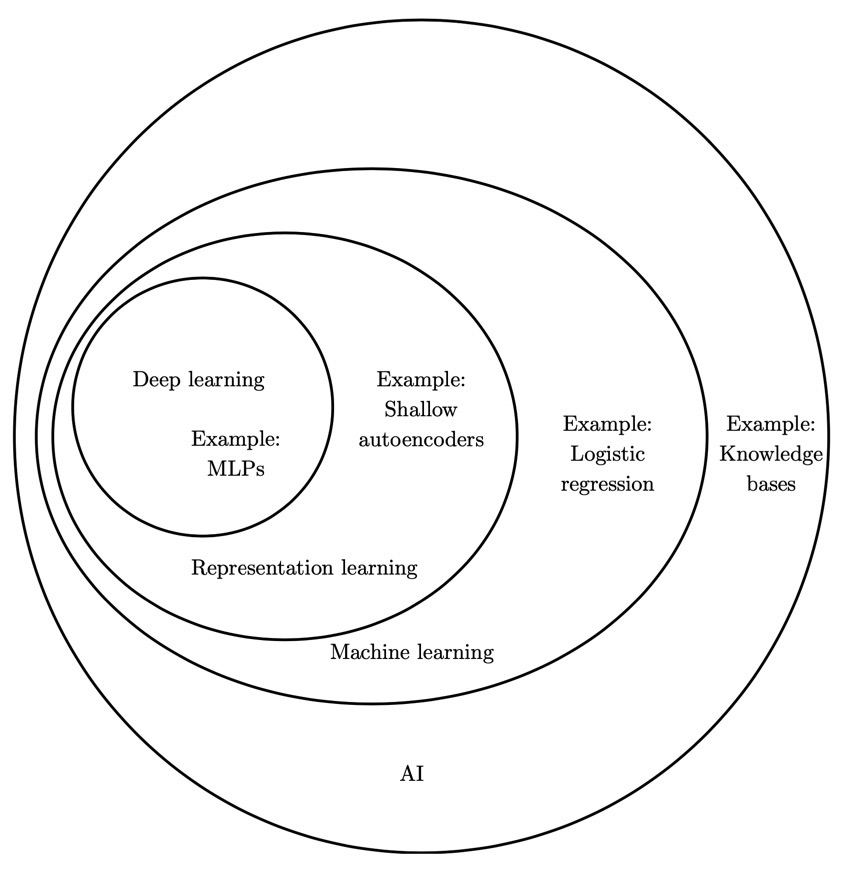 Deep learning
Example:
MLPs
Example:
Shallow
autoencoders
Example:
Logistic
regression
Example:
Knowledge
bases
Representation learning
Machine learning
AI